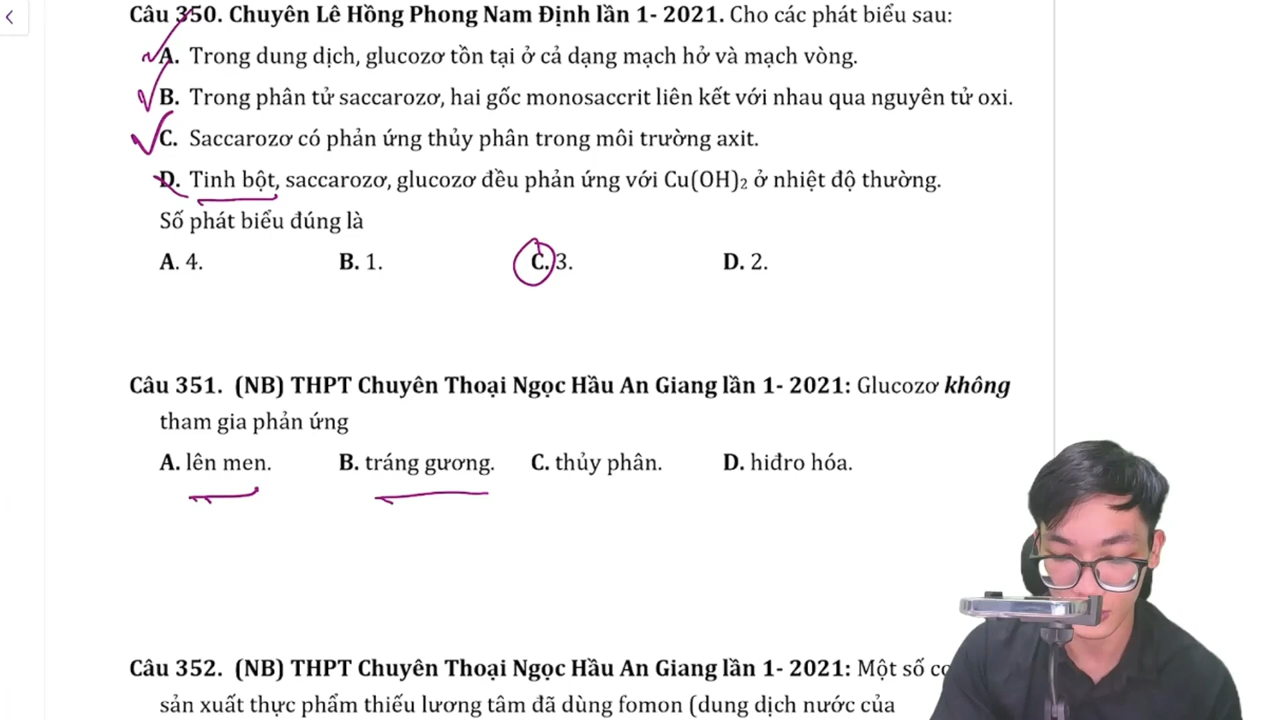 Câu 350. Chuyên Lê Hồng Phong Nam Định lần 1- 2021. Cho các phát biểu sau:
A. Trong dung dịch, glucozơ tồn tại ở cả dạng mạch hở và mạch vòng.
B. Trong phân tử saccarozơ, hai gốc monosaccrit liên kết với nhau qua nguyên tử oxi.
C. Saccarozơ có phản ứng thủy phân trong môi trường axit.
D. Tinh bột, saccarozơ, glucozơ đều phản ứng với Cu(OH)₂ ở nhiệt độ thường.
Số phát biểu đúng là
A. 4. B. 1. C. 3. D. 2.
Câu 351. (NB) THPT Chuyên Thoại Ngọc Hầu An Giang lần 1- 2021: Glucozơ không
tham gia phản ứng
A. lên men. B. tráng gương. C. thủy phân. D. hiđro hóa.
Câu 352. (NB) THPT Chuyên Thoại Ngọc Hầu An Giang lần 1- 2021: Một số
sản xuất thực phẩm thiếu lương tâm đã dùng fomon (dung dịch nước của